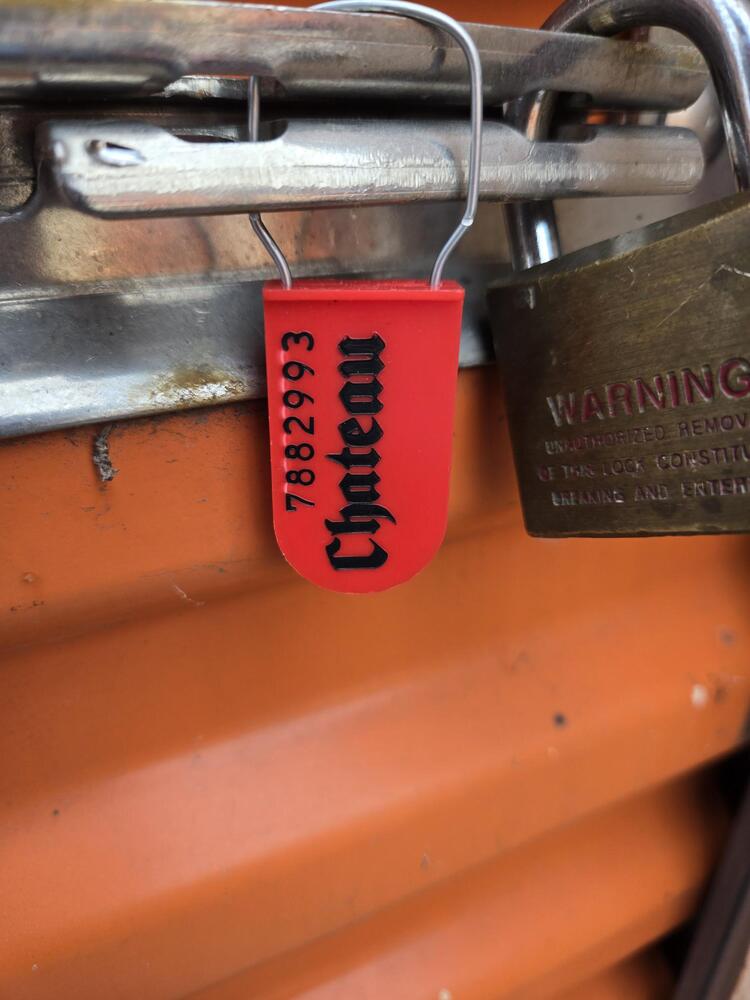 7882993
Chateau
WARNING
UNAUTHORIZED REMOV
OF THIS LOCK CONSTITU
BREAKING AND ENTER